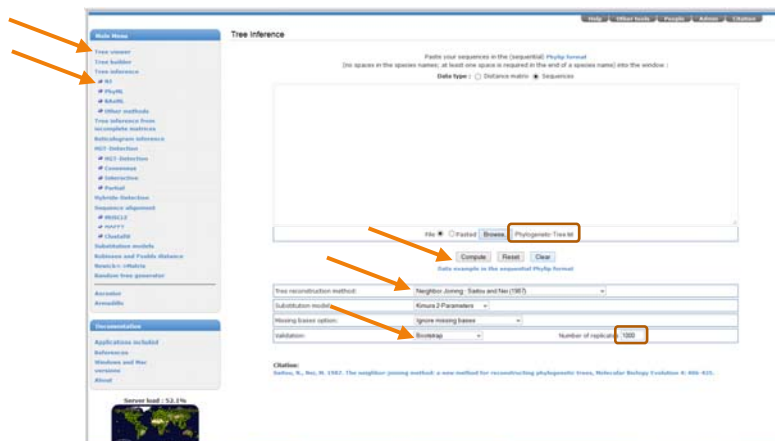 Help Other tools People Admin Citation
Main Menu
Tree Inference
Tree viewer
Tree builder
Tree inference
NJ
PhyML
RAxML
Other methods
Tree inference from
incomplete matrices
Reticulogram inference
HGT-Detection
HGT-Detection
Consensus
Interactive
Partial
Hybrids-Detection
Sequence alignment
MUSCLE
MAFFT
ClustalW
Substitution models
Robinson and Foulds distance
Newick<->Matrix
Random tree generator
Ascension
Armadillo
Paste your sequences in the (sequential) Phylip format
(no spaces in the species names; at least one space is required in the end of a species name) into the window :
Data type : Distance matrix Sequences
File Pasted Browse... Phylogenetic-Tree.txt
Compute Reset Clear
Data example in the sequential Phylip format
Tree reconstruction method: Neighbor Joining - Saitou and Nei (1987)
Substitution model: Kimura 2-Parameters
Missing bases option: Ignore missing bases
Validation: Bootstrap Number of replicates 1000
Documentation
Applications included
References
Windows and Mac
versions
About
Citation:
Saitou, N., Nei, M. 1987. The neighbor-joining method: a new method for reconstructing phylogenetic trees, Molecular Biology Evolution 4: 406-425.
Server load : 52.1%